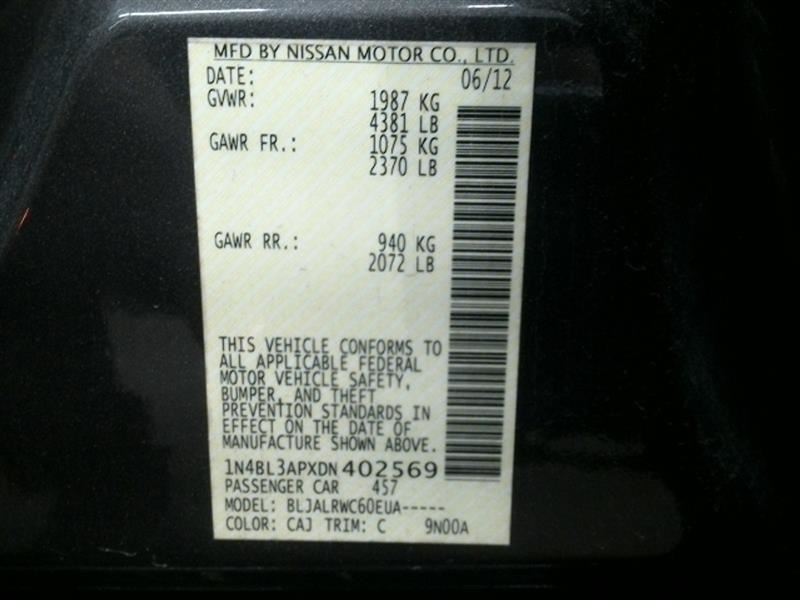 MFD BY NISSAN MOTOR CO., LTD.
DATE: 06/12
GVWR: 1987 KG
4381 LB
GAWR FR.: 1075 KG
2370 LB
GAWR RR.: 940 KG
2072 LB
THIS VEHICLE CONFORMS TO
ALL APPLICABLE FEDERAL
MOTOR VEHICLE SAFETY,
BUMPER, AND THEFT
PREVENTION STANDARDS IN
EFFECT ON THE DATE OF
MANUFACTURE SHOWN ABOVE.
1N4BL3APXDN402569
PASSENGER CAR 457
MODEL: BLJALRWC60EUA-----
COLOR: CAJ TRIM: C 9N00A